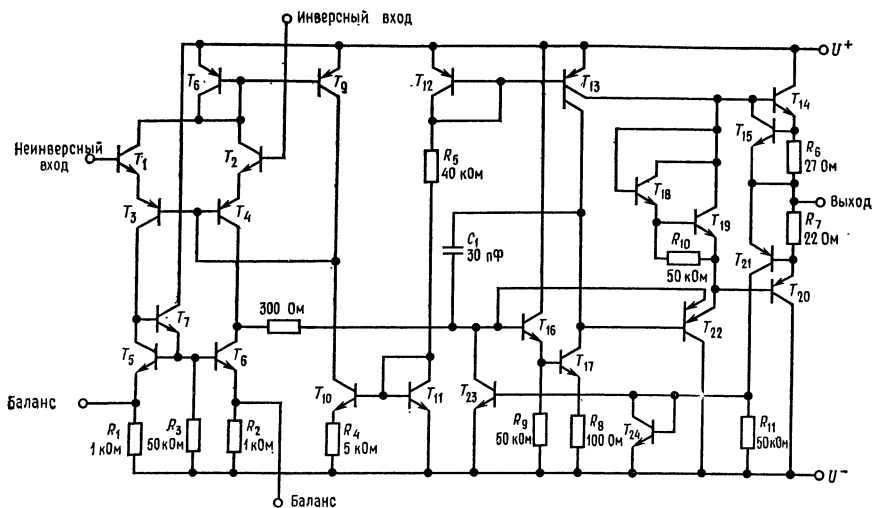 Инверсный вход
U⁺
T₆
T₉
T₁₂
T₁₃
T₁₄
T₁₅
Неинверсный
вход
T₁
T₂
R₅
40 кОм
R₆
27 Ом
T₁₈
Выход
T₃
T₄
T₁₉
R₇
22 Ом
C₁
30 пФ
R₁₀
50 кОм
T₂₁
T₂₀
300 Ом
T₇
T₁₆
T₂₂
T₅
T₆
T₁₇
T₁₀
T₁₁
T₂₃
Баланс
R₁
1 кОм
R₃
50 кОм
R₂
1 кОм
R₄
5 кОм
R₉
50 кОм
R₈
100 Ом
T₂₄
R₁₁
50 кОм
U⁻
Баланс